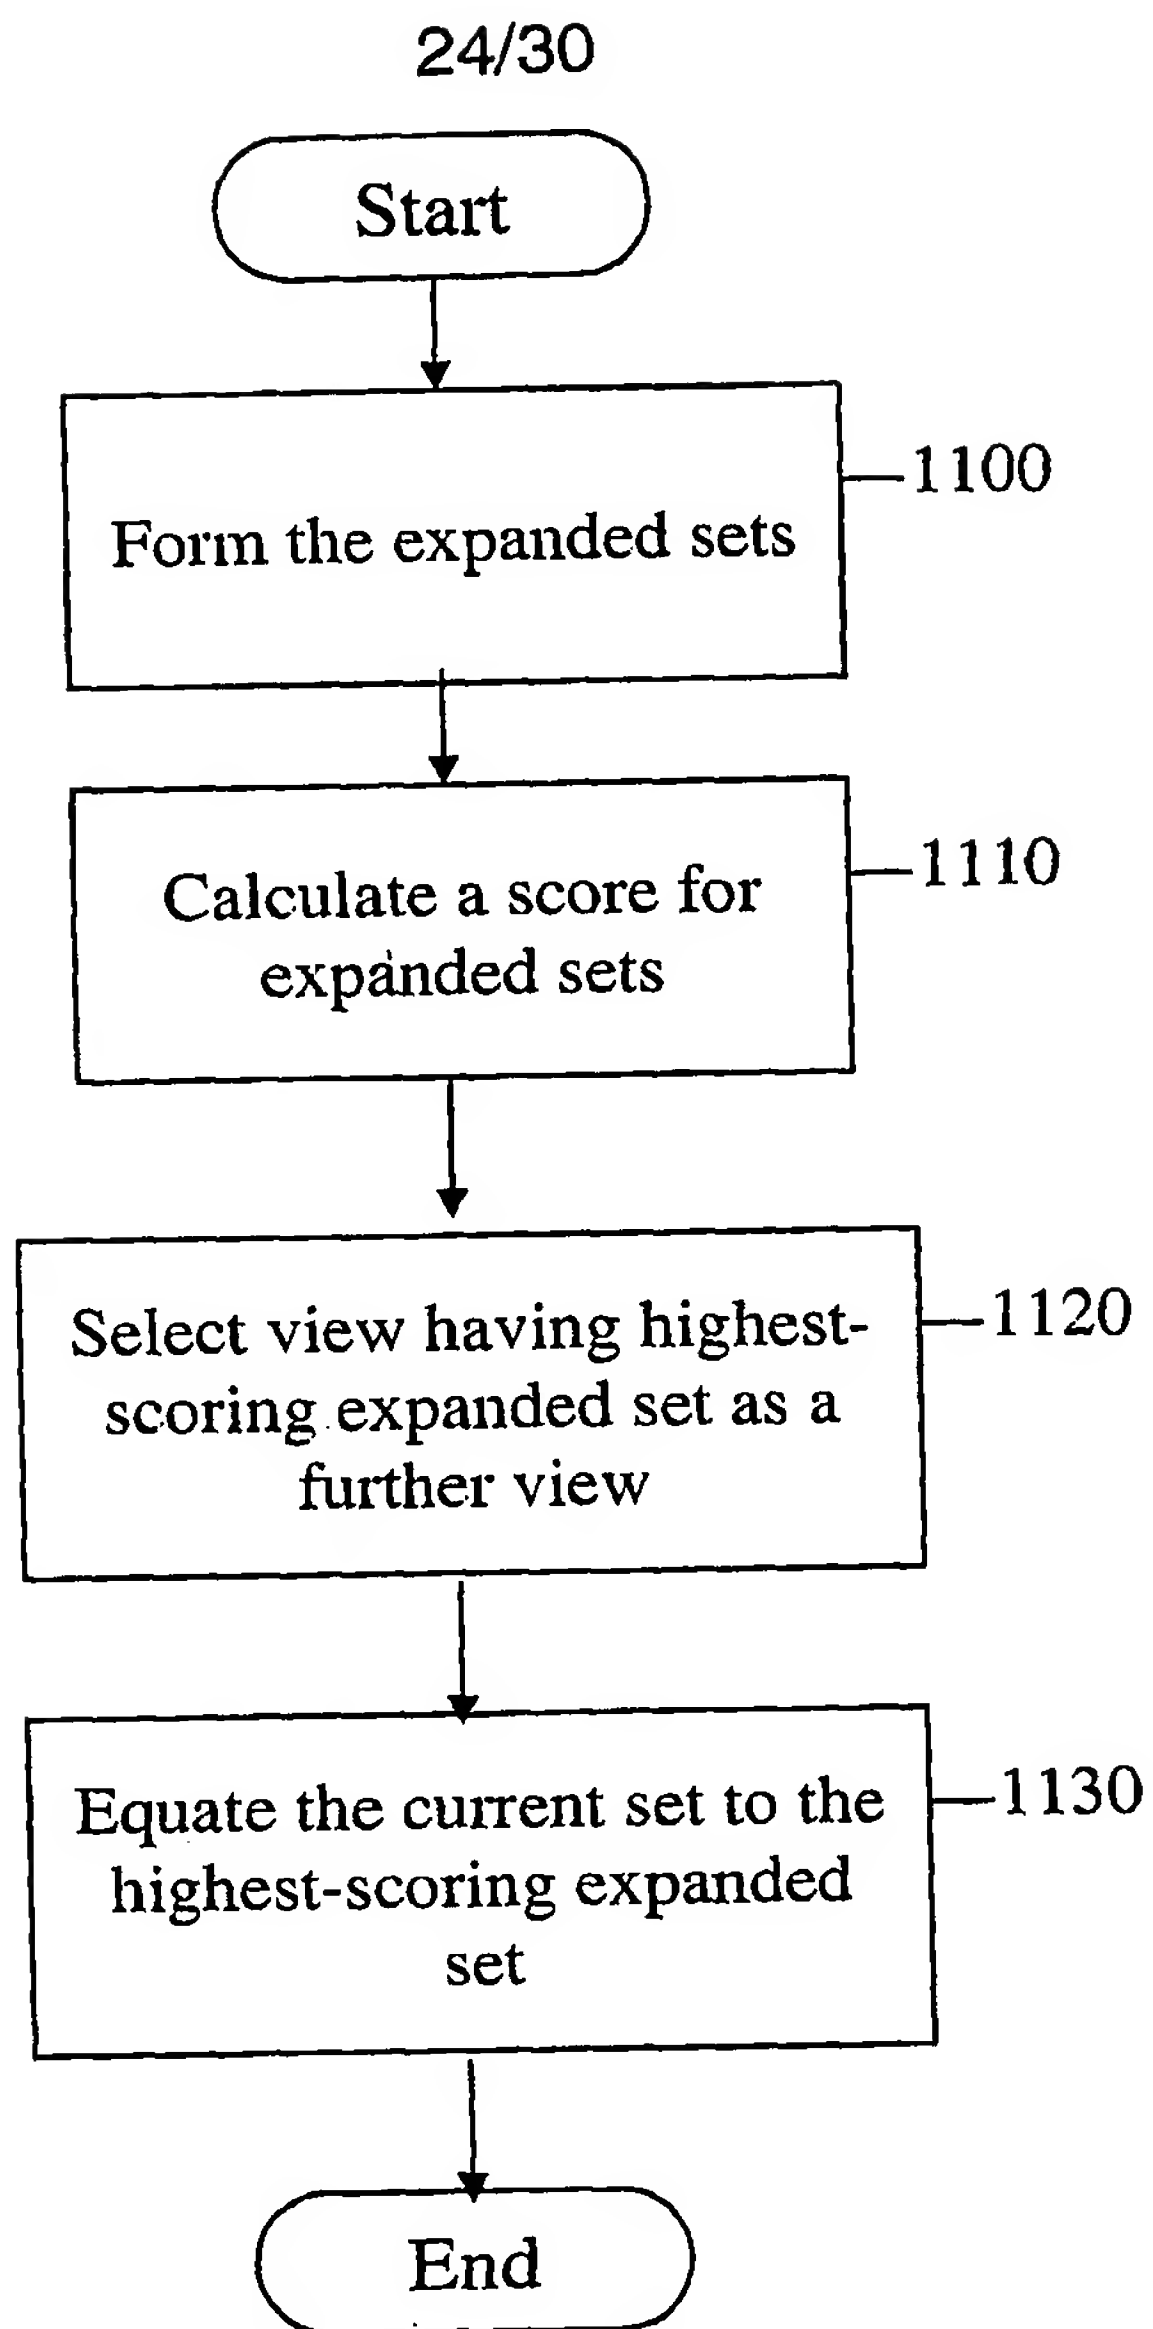 24/30
Start
Form the expanded sets
1100
Calculate a score for
expanded sets
1110
Select view having highest-
scoring expanded set as a
further view
1120
Equate the current set to the
highest-scoring expanded
set
1130
End